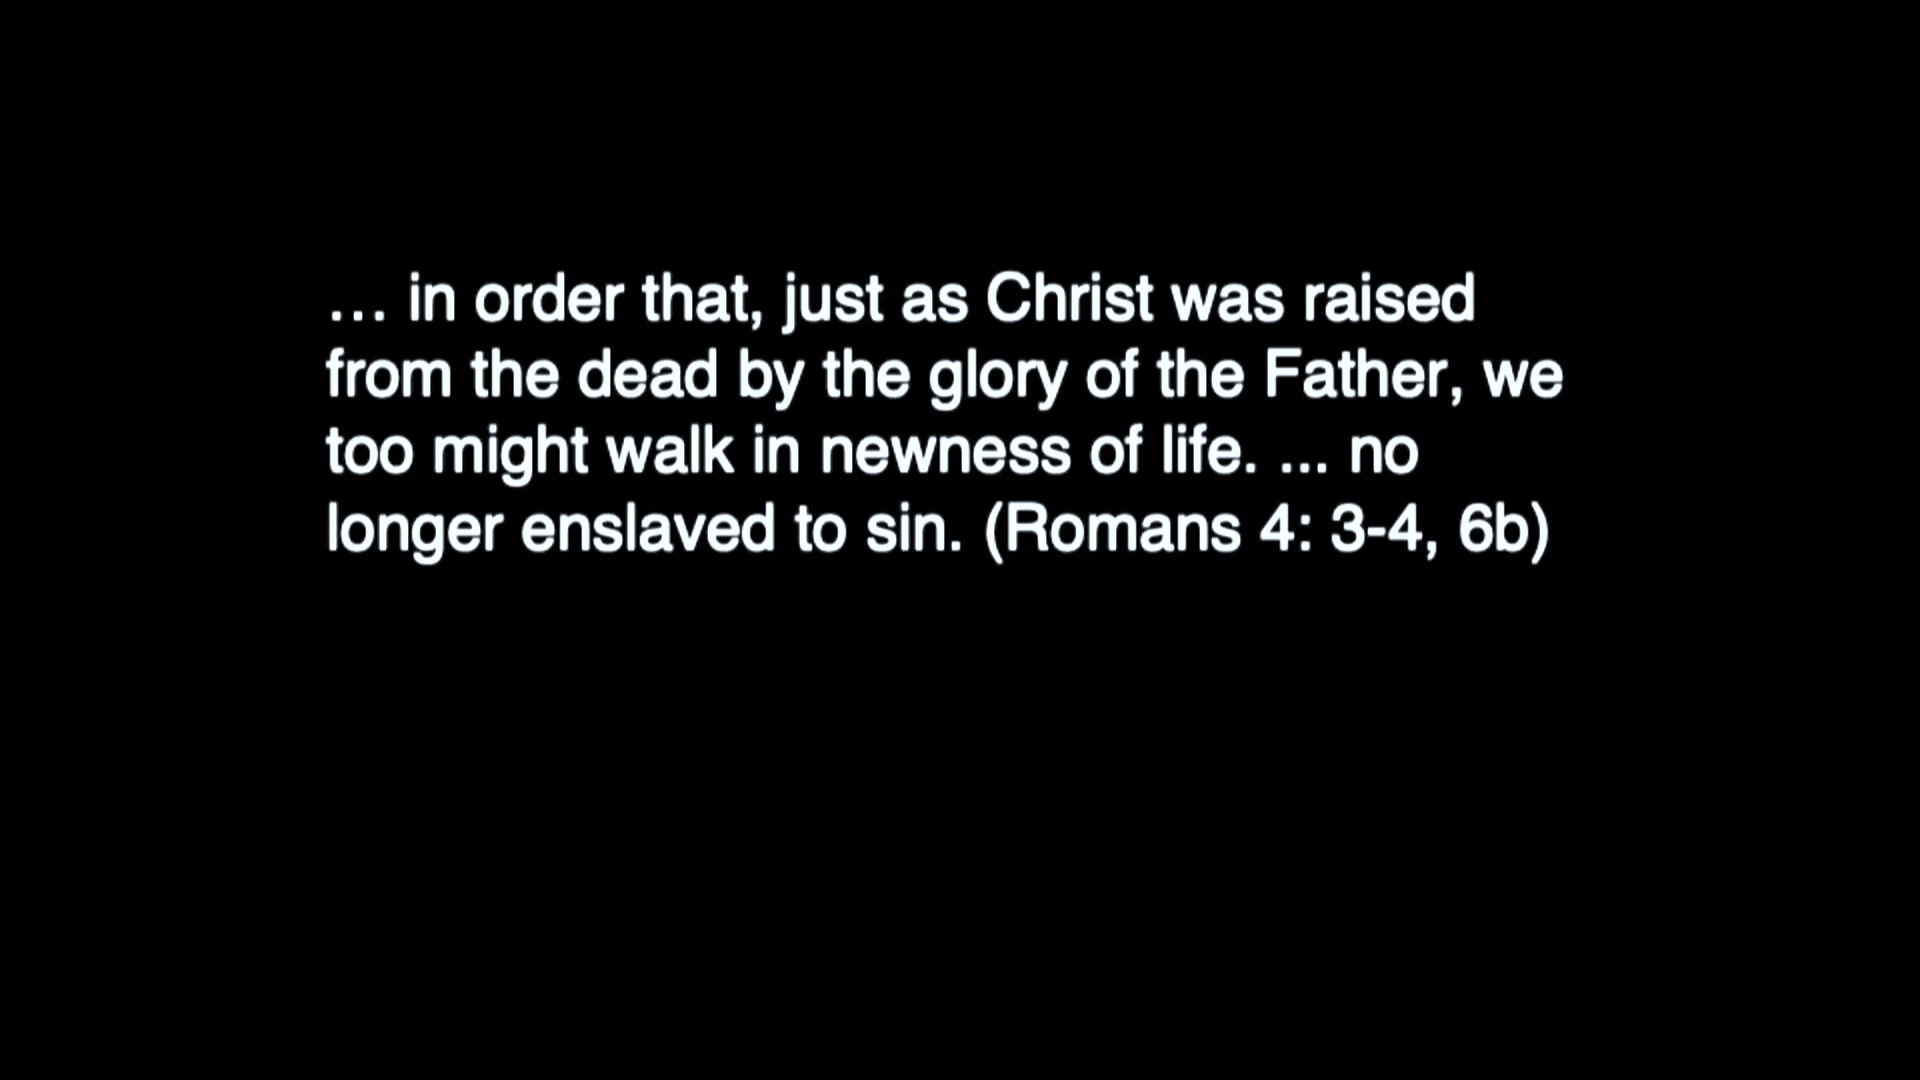 … in order that, just as Christ was raised
from the dead by the glory of the Father, we
too might walk in newness of life. ... no
longer enslaved to sin. (Romans 4: 3-4, 6b)